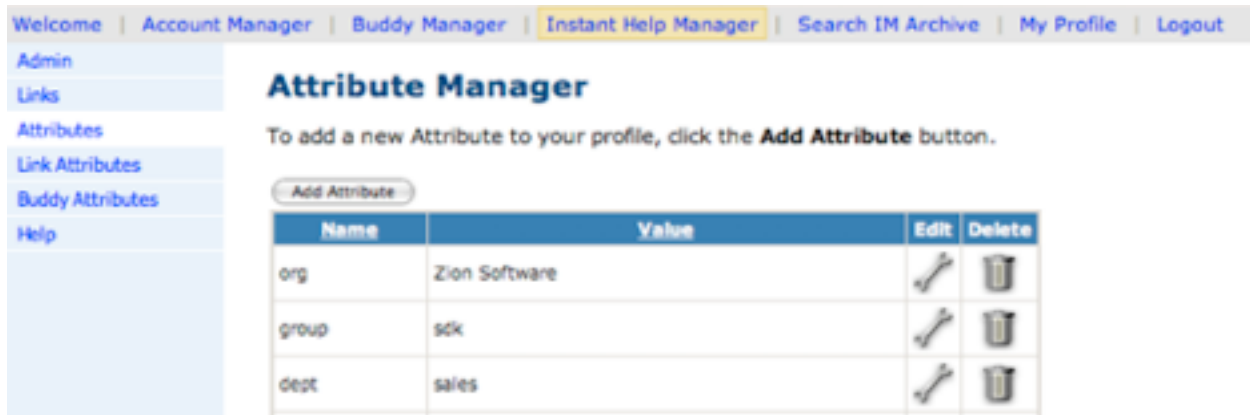 Welcome | Account Manager | Buddy Manager | Instant Help Manager | Search IM Archive | My Profile | Logout
Admin
Links
Attributes
Link Attributes
Buddy Attributes
Help
Attribute Manager
To add a new Attribute to your profile, click the Add Attribute button.
Add Attribute
Name Value Edit Delete
org Zion Software
group sdk
dept sales